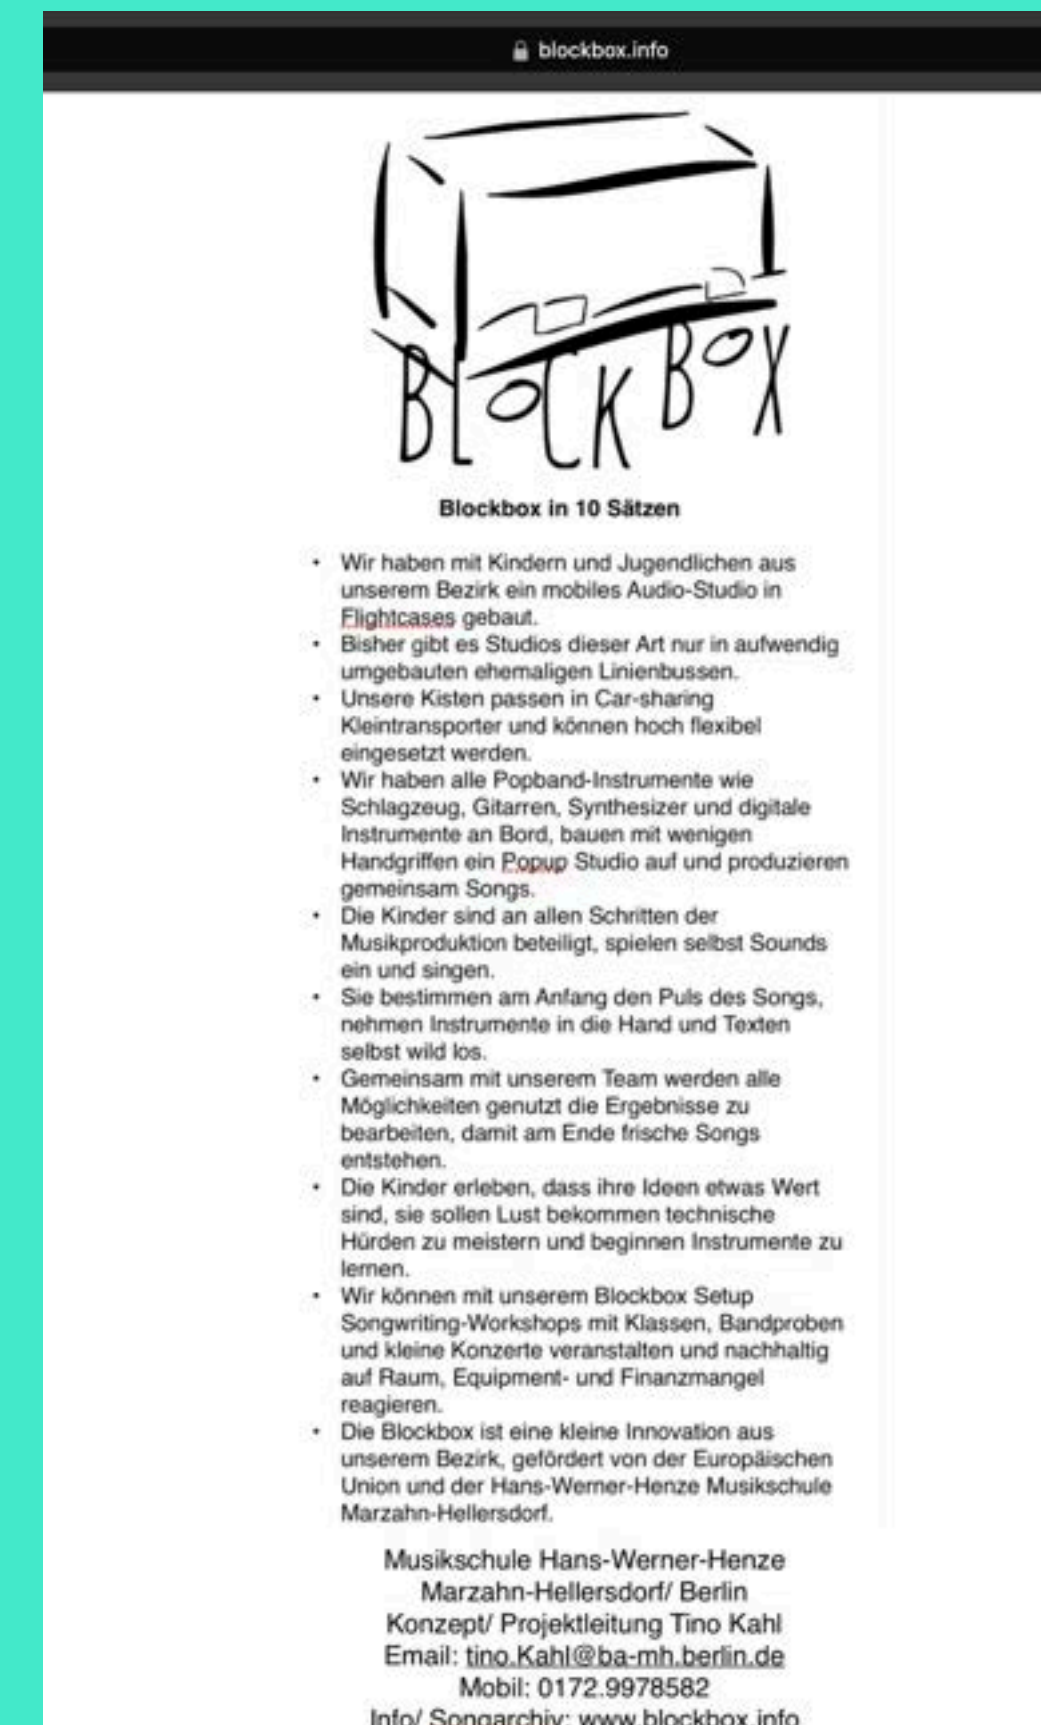 blockbox.info
BLOCK BOX
Blockbox in 10 Sätzen
• Wir haben mit Kindern und Jugendlichen aus
unserem Bezirk ein mobiles Audio-Studio in
Flightcases gebaut.
• Bisher gibt es Studios dieser Art nur in aufwendig
umgebauten ehemaligen Linienbussen.
• Unsere Kisten passen in Car-sharing
Kleintransporter und können hoch flexibel
eingesetzt werden.
• Wir haben alle Popband-Instrumente wie
Schlagzeug, Gitarren, Synthesizer und digitale
Instrumente an Bord, bauen mit wenigen
Handgriffen ein Popup Studio auf und produzieren
gemeinsam Songs.
• Die Kinder sind an allen Schritten der
Musikproduktion beteiligt, spielen selbst Sounds
ein und singen.
• Sie bestimmen am Anfang den Puls des Songs,
nehmen Instrumente in die Hand und Texten
selbst wild los.
• Gemeinsam mit unserem Team werden alle
Möglichkeiten genutzt die Ergebnisse zu
bearbeiten, damit am Ende frische Songs
entstehen.
• Die Kinder erleben, dass ihre Ideen etwas Wert
sind, sie sollen Lust bekommen technische
Hürden zu meistern und beginnen Instrumente zu
lernen.
• Wir können mit unserem Blockbox Setup
Songwriting-Workshops mit Klassen, Bandproben
und kleine Konzerte veranstalten und nachhaltig
auf Raum, Equipment- und Finanzmangel
reagieren.
• Die Blockbox ist eine kleine Innovation aus
unserem Bezirk, gefördert von der Europäischen
Union und der Hans-Werner-Henze Musikschule
Marzahn-Hellersdorf.
Musikschule Hans-Werner-Henze
Marzahn-Hellersdorf/ Berlin
Konzept/ Projektleitung Tino Kahl
Email: tino.Kahl@ba-mh.berlin.de
Mobil: 0172.9978582
Info/ Songarchiv: www.blockbox.info